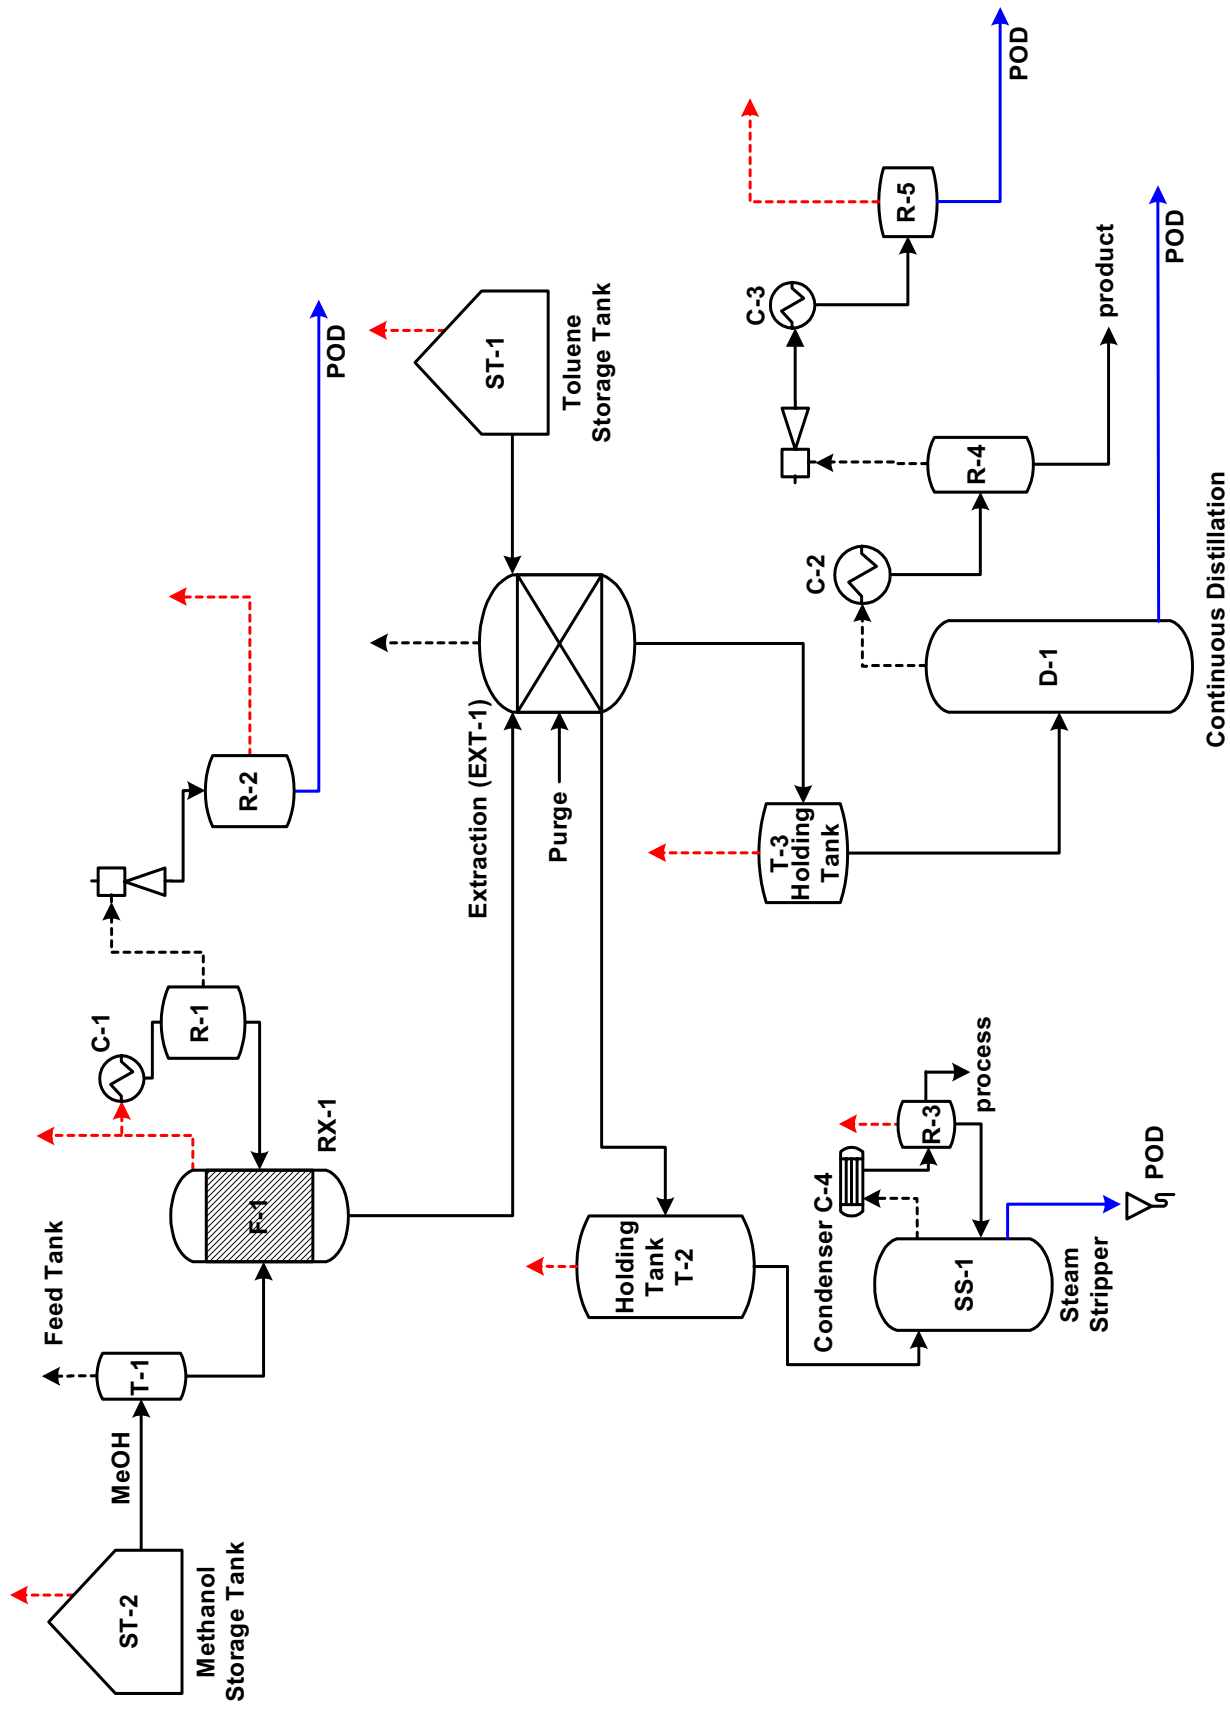 ST-2
Methanol
Storage Tank
MeOH
T-1
Feed Tank
F-1
RX-1
C-1
R-1
R-2
POD
ST-1
Toluene
Storage Tank
Extraction (EXT-1)
Purge
Holding
Tank
T-2
T-3
Holding
Tank
Condenser C-4
R-3
process
SS-1
Steam
Stripper
POD
D-1
Continuous Distillation
C-2
R-4
product
C-3
R-5
POD
POD